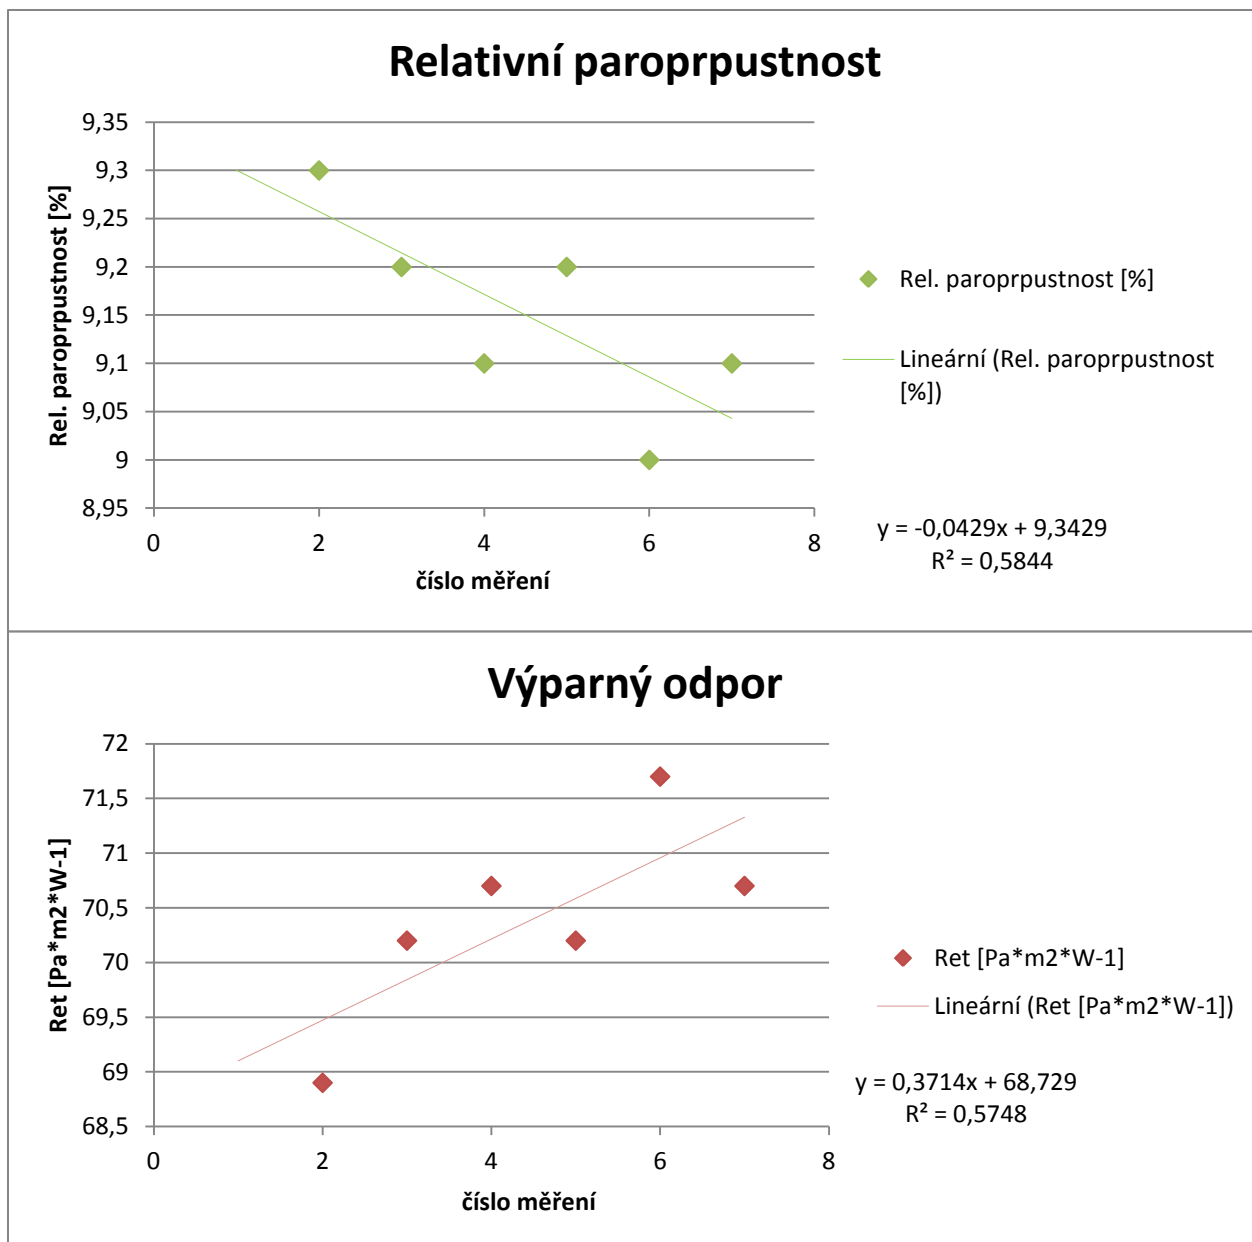 Relativní paroprpustnost
Rel. paroprpustnost [%]
9,35
9,3
9,25
9,2
9,15
9,1
9,05
9
8,95
0 2 4 6 8
číslo měření
Rel. paroprpustnost [%]
Lineární (Rel. paroprpustnost
[%])
y = -0,0429x + 9,3429
R² = 0,5844
Výparný odpor
Ret [Pa*m2*W-1]
72
71,5
71
70,5
70
69,5
69
68,5
0 2 4 6 8
číslo měření
Ret [Pa*m2*W-1]
Lineární (Ret [Pa*m2*W-1])
y = 0,3714x + 68,729
R² = 0,5748